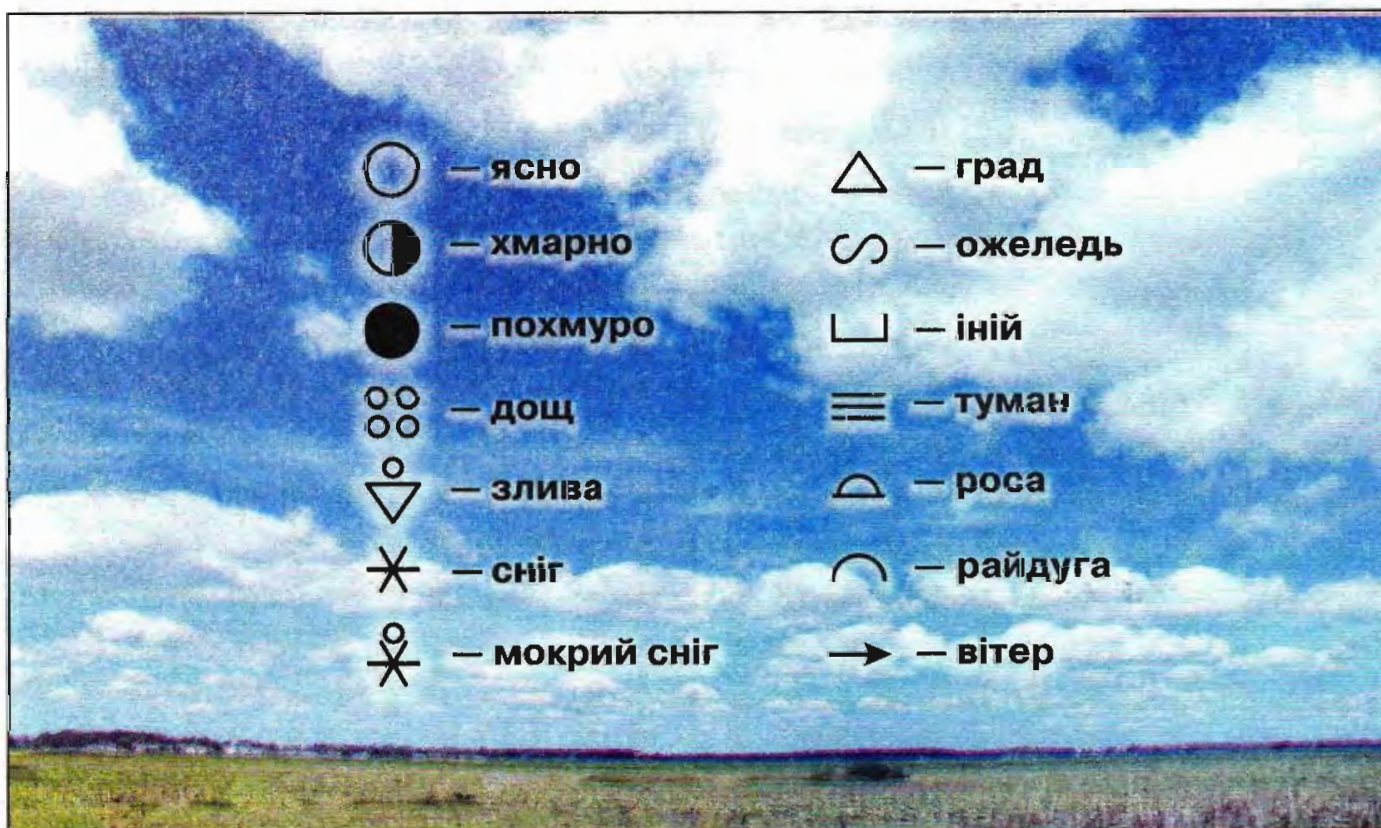 — ясно
— хмарно
— похмуро
— дощ
— злива
— сніг
— мокрий сніг
— град
— ожеледь
— іній
— туман
— роса
— райдуга
— вітер